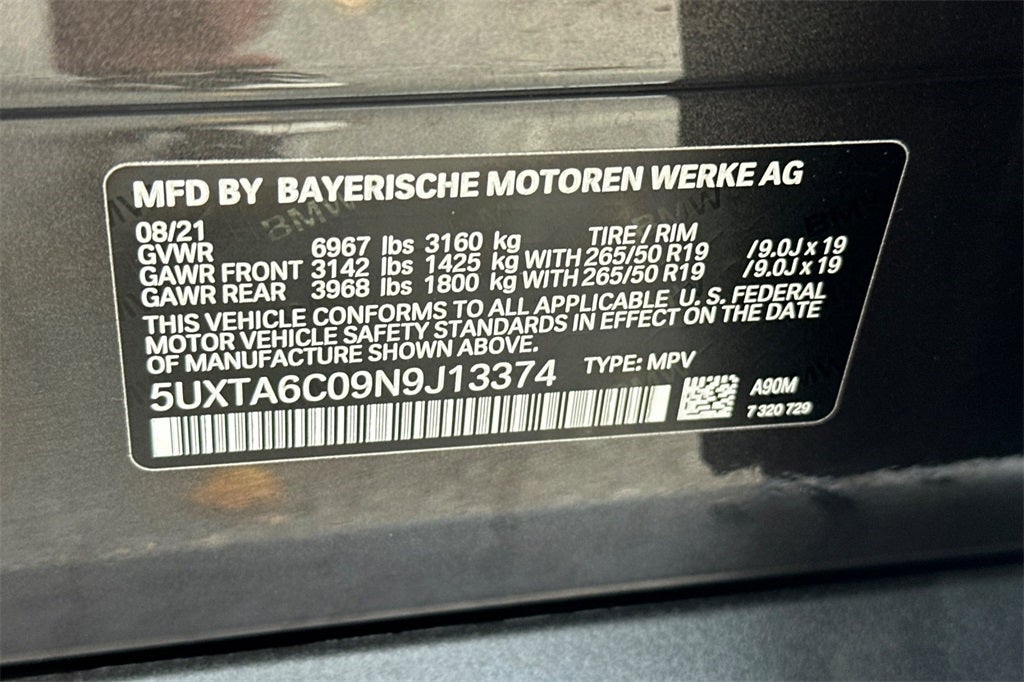 MFD BY BAYERISCHE MOTOREN WERKE AG
08/21 TIRE / RIM
GVWR 6967 lbs 3160 kg
GAWR FRONT 3142 lbs 1425 kg WITH 265/50 R19 /9.0J x 19
GAWR REAR 3968 lbs 1800 kg WITH 265/50 R19 /9.0J x 19
THIS VEHICLE CONFORMS TO ALL APPLICABLE U. S. FEDERAL
MOTOR VEHICLE SAFETY STANDARDS IN EFFECT ON THE DATE
OF MANUFACTURE SHOWN ABOVE.
TYPE: MPV
5UXTA6C09N9J13374
A90M
7 320 729
BMW